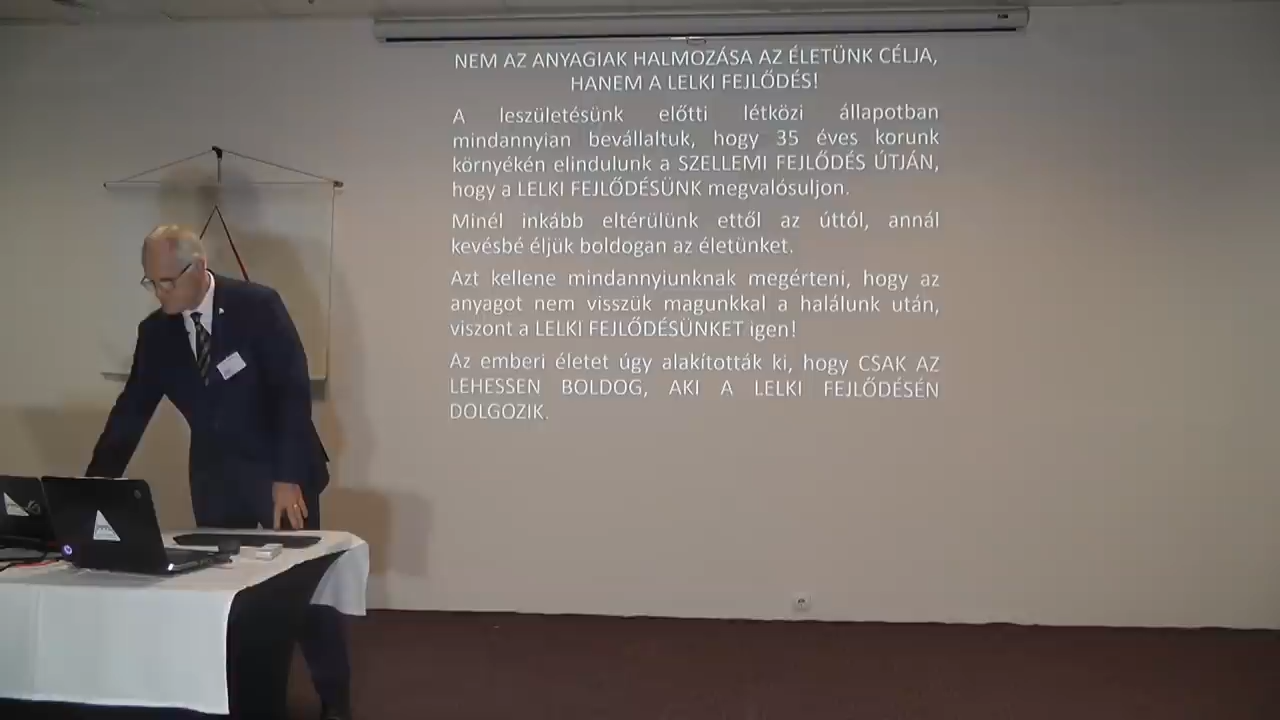 NEM AZ ANYAGIAK HALMOZÁSA AZ ÉLETÜNK CÉLJA,
HANEM A LELKI FEJLŐDÉS!
A leszületésünk előtti létközi állapotban
mindannyian bevállaltuk, hogy 35 éves korunk
környékén elindulunk a SZELLEMI FEJLŐDÉS ÚTJÁN,
hogy a LELKI FEJLŐDÉSÜNK megvalósuljon.
Minél inkább eltérülünk ettől az úttól, annál
kevésbé éljük boldogan az életünket.
Azt kellene mindannyiunknak megérteni, hogy az
anyagot nem visszük magunkkal a halálunk után,
viszont a LELKI FEJLŐDÉSÜNKET igen!
Az emberi életet úgy alakították ki, hogy CSAK AZ
LEHESSEN BOLDOG, AKI A LELKI FEJLŐDÉSÉN
DOLGOZIK.